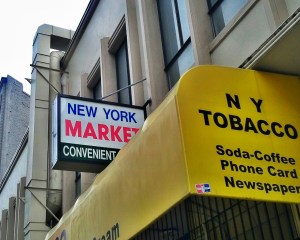 NEW YORK
MARKET
CONVENIENT
N Y
TOBACCO
Soda-Coffee
Phone Card
Newspaper